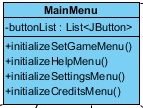 MainMenu
-buttonList : List<JButton>
+initializeSetGameMenu()
+initializeHelpMenu()
+initializeSettingsMenu()
+initializeCreditsMenu()